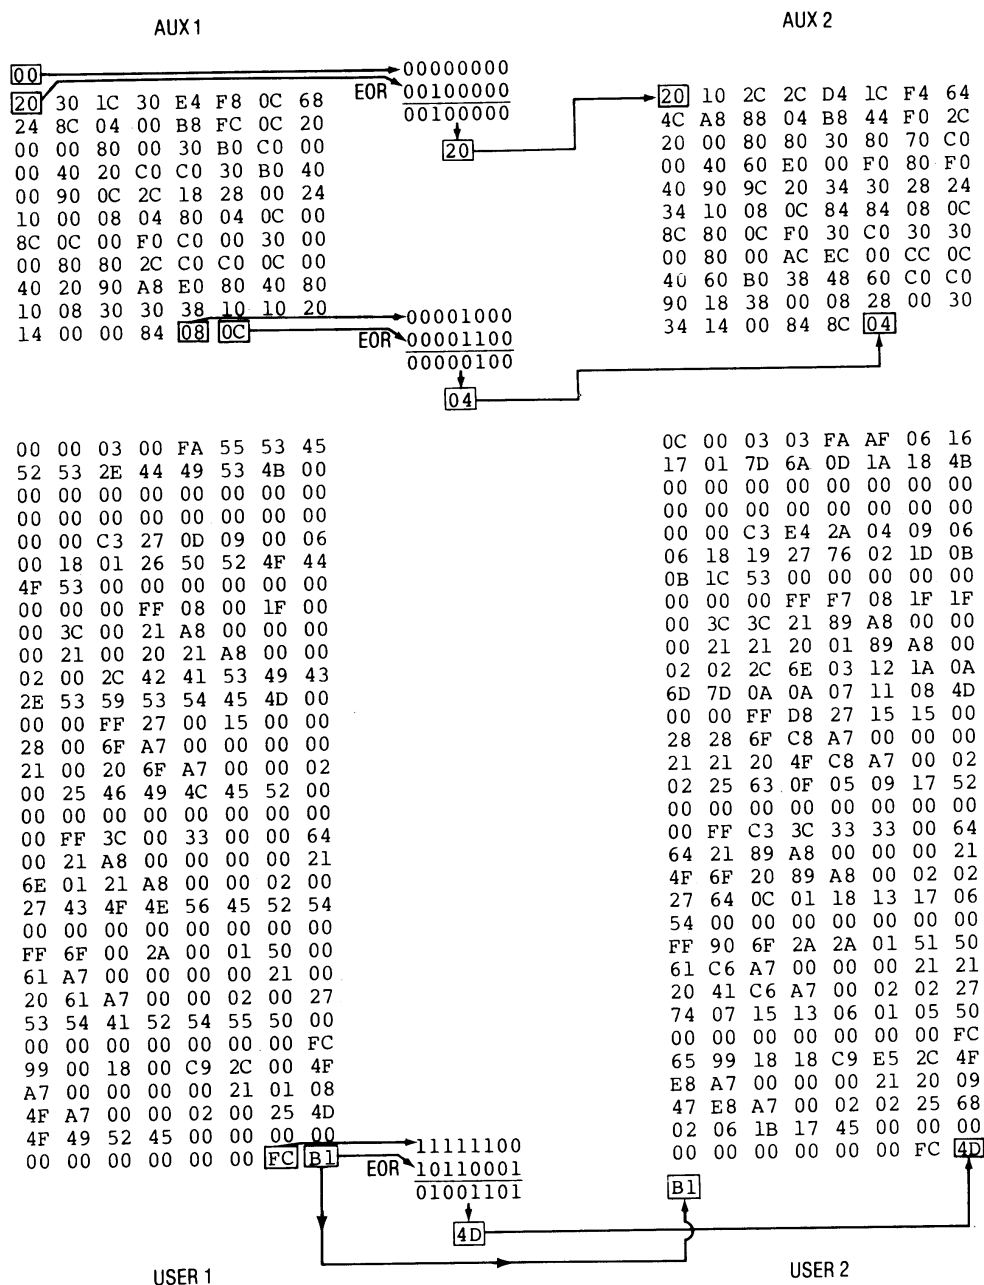 AUX 1
00
20 30 1C 30 E4 F8 0C 68
24 8C 04 00 B8 FC 0C 20
00 00 80 00 30 B0 C0 00
00 40 20 C0 C0 30 B0 40
00 90 0C 2C 18 28 00 24
10 00 08 04 80 04 0C 00
8C 0C 00 F0 C0 00 30 00
00 80 80 2C C0 C0 0C 00
40 20 90 A8 E0 80 40 80
10 08 30 30 38 10 10 20
14 00 00 84 08 0C
00000000
EOR 00100000
00100000
20
00001000
EOR 00001100
00000100
04
AUX 2
20 10 2C 2C D4 1C F4 64
4C A8 88 04 B8 44 F0 2C
20 00 80 80 30 80 70 C0
00 40 60 E0 00 F0 80 F0
40 90 9C 20 34 30 28 24
34 10 08 0C 84 84 08 0C
8C 80 0C F0 30 C0 30 30
00 80 00 AC EC 00 CC 0C
40 60 B0 38 48 60 C0 C0
90 18 38 00 08 28 00 30
34 14 00 84 8C 04
00 00 03 00 FA 55 53 45
52 53 2E 44 49 53 4B 00
00 00 00 00 00 00 00 00
00 00 00 00 00 00 00 00
00 00 C3 27 0D 09 00 06
00 18 01 26 50 52 4F 44
4F 53 00 00 00 00 00 00
00 00 00 FF 08 00 1F 00
00 3C 00 21 A8 00 00 00
00 21 00 20 21 A8 00 00
02 00 2C 42 41 53 49 43
2E 53 59 53 54 45 4D 00
00 00 FF 27 00 15 00 00
28 00 6F A7 00 00 00 00
21 00 20 6F A7 00 00 02
00 25 46 49 4C 45 52 00
00 00 00 00 00 00 00 00
00 FF 3C 00 33 00 00 64
00 21 A8 00 00 00 00 21
6E 01 21 A8 00 00 02 00
27 43 4F 4E 56 45 52 54
00 00 00 00 00 00 00 00
FF 6F 00 2A 00 01 50 00
61 A7 00 00 00 00 21 00
20 61 A7 00 00 02 00 27
53 54 41 52 54 55 50 00
00 00 00 00 00 00 00 FC
99 00 18 00 C9 2C 00 4F
A7 00 00 00 00 21 01 08
4F A7 00 00 02 00 25 4D
4F 49 52 45 00 00 00 00
00 00 00 00 00 00 FC B1
11111100
EOR 10110001
01001101
4D
0C 00 03 03 FA AF 06 16
17 01 7D 6A 0D 1A 18 4B
00 00 00 00 00 00 00 00
00 00 00 00 00 00 00 00
00 00 C3 E4 2A 04 09 06
06 18 19 27 76 02 1D 0B
0B 1C 53 00 00 00 00 00
00 00 00 FF F7 08 1F 1F
00 3C 3C 21 89 A8 00 00
00 21 21 20 01 89 A8 00
02 02 2C 6E 03 12 1A 0A
6D 7D 0A 0A 07 11 08 4D
00 00 FF D8 27 15 15 00
28 28 6F C8 A7 00 00 00
21 21 20 4F C8 A7 00 02
02 25 63 0F 05 09 17 52
00 00 00 00 00 00 00 00
00 FF C3 3C 33 33 00 64
64 21 89 A8 00 00 00 21
4F 6F 20 89 A8 00 02 02
27 64 0C 01 18 13 17 06
54 00 00 00 00 00 00 00
FF 90 6F 2A 2A 01 51 50
61 C6 A7 00 00 00 21 21
20 41 C6 A7 00 02 02 27
74 07 15 13 06 01 05 50
00 00 00 00 00 00 00 FC
65 99 18 18 C9 E5 2C 4F
E8 A7 00 00 00 21 20 09
47 E8 A7 00 02 02 25 68
02 06 1B 17 45 00 00 00
00 00 00 00 00 00 FC 4D
B1
USER 1
USER 2